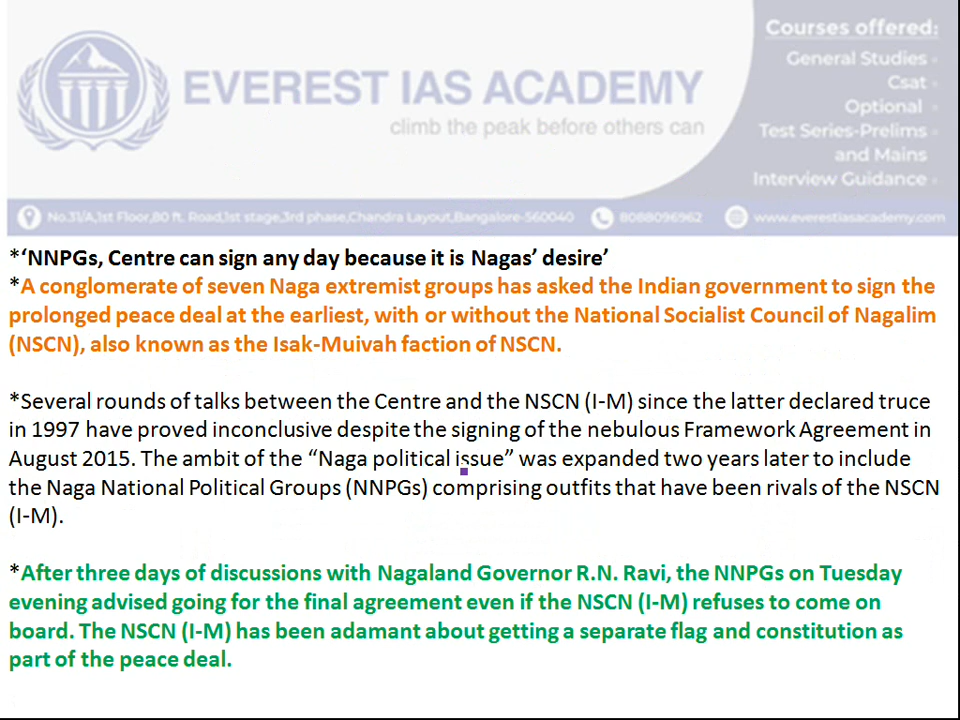 EVEREST IAS ACADEMY
climb the peak before others can
Courses offered:
General Studies
Csat
Optional
Test Series-Prelims
and Mains
Interview Guidance
No.31/A,1st Floor,80 ft. Road,1st stage,3rd phase,Chandra Layout,Bangalore-560040 8088096962 www.everestiasacademy.com
*‘NNPGs, Centre can sign any day because it is Nagas’ desire’
*A conglomerate of seven Naga extremist groups has asked the Indian government to sign the
prolonged peace deal at the earliest, with or without the National Socialist Council of Nagalim
(NSCN), also known as the Isak-Muivah faction of NSCN.
*Several rounds of talks between the Centre and the NSCN (I-M) since the latter declared truce
in 1997 have proved inconclusive despite the signing of the nebulous Framework Agreement in
August 2015. The ambit of the “Naga political issue” was expanded two years later to include
the Naga National Political Groups (NNPGs) comprising outfits that have been rivals of the NSCN
(I-M).
*After three days of discussions with Nagaland Governor R.N. Ravi, the NNPGs on Tuesday
evening advised going for the final agreement even if the NSCN (I-M) refuses to come on
board. The NSCN (I-M) has been adamant about getting a separate flag and constitution as
part of the peace deal.